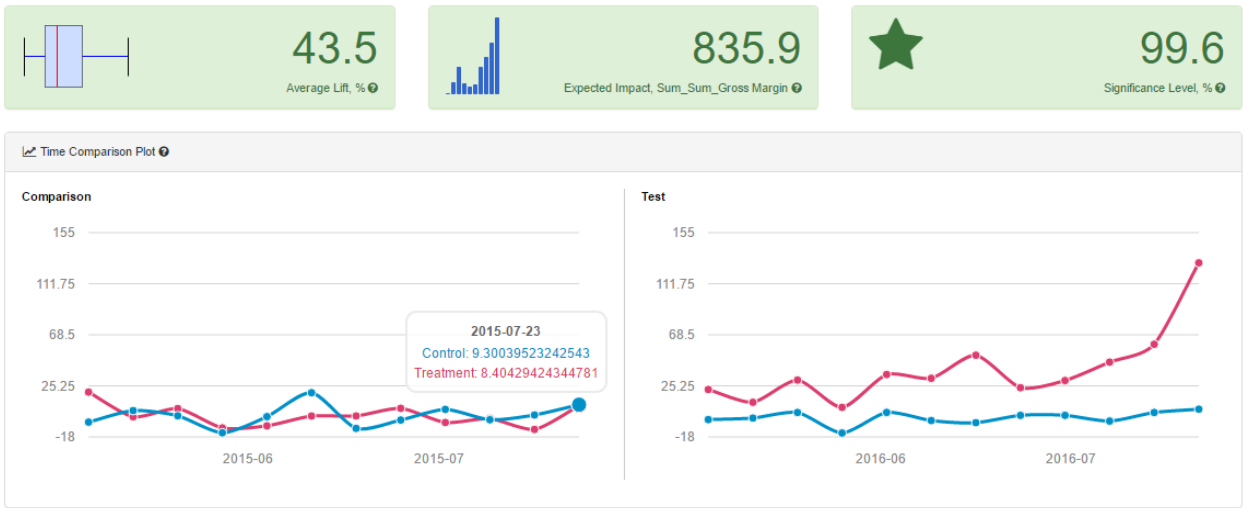 43.5
Average Lift, %
835.9
Expected Impact, Sum_Sum_Gross Margin
99.6
Significance Level, %
Time Comparison Plot
Comparison
155
111.75
68.5
25.25
-18
2015-06
2015-07
2015-07-23
Control: 9.30039523242543
Treatment: 8.40429424344781
Test
155
111.75
68.5
25.25
-18
2016-06
2016-07